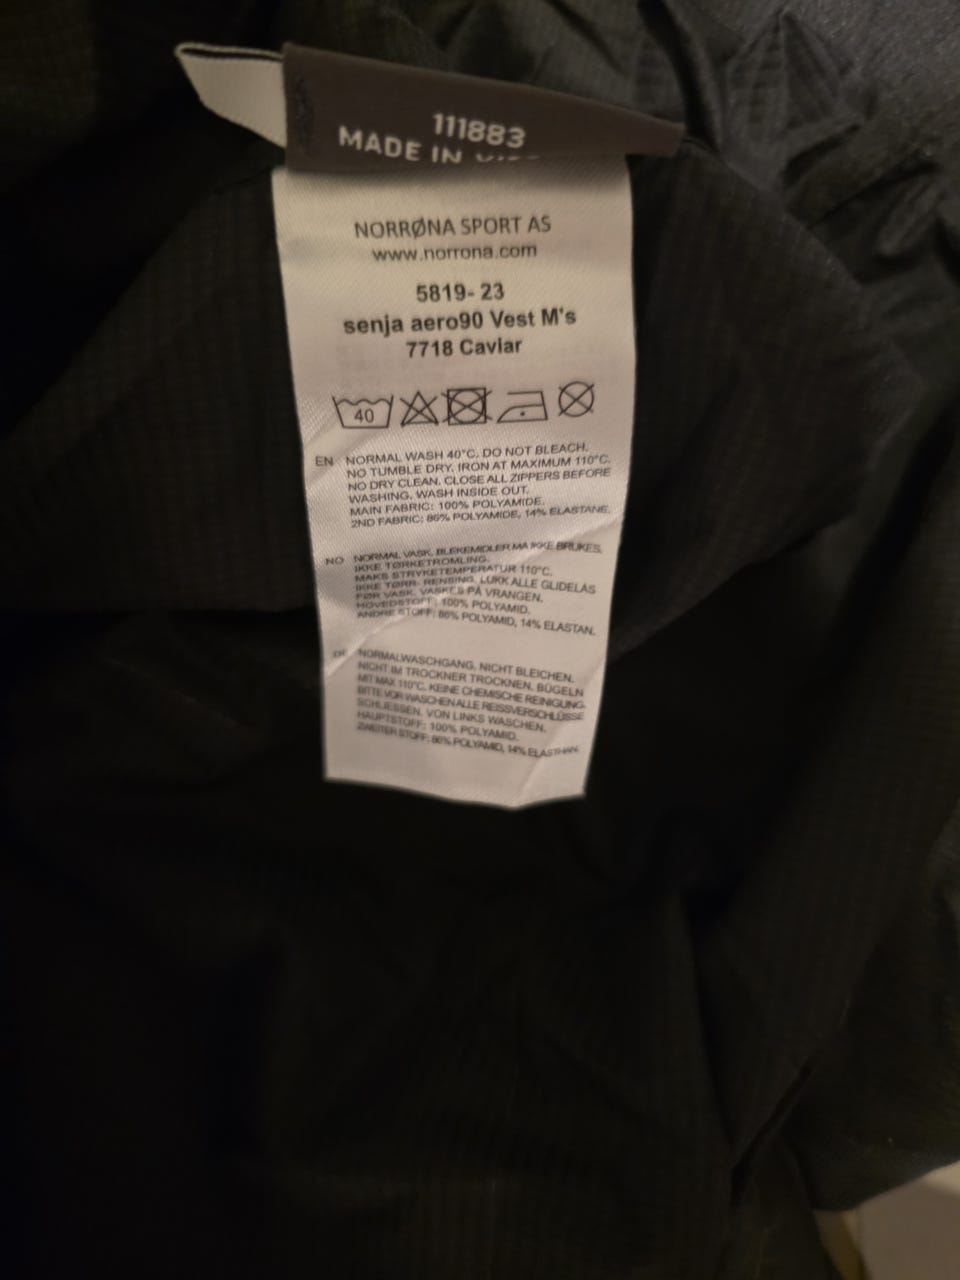 111883
MADE IN
NORRØNA SPORT AS
www.norrona.com
5819- 23
senja aero90 Vest M's
7718 Caviar
40
EN NORMAL WASH 40°C. DO NOT BLEACH.
NO TUMBLE DRY. IRON AT MAXIMUM 110°C.
NO DRY CLEAN. CLOSE ALL ZIPPERS BEFORE
WASHING. WASH INSIDE OUT.
MAIN FABRIC: 100% POLYAMIDE.
2ND FABRIC: 86% POLYAMIDE, 14% ELASTANE.
NO NORMAL VASK. BLEKEMIDLER MA IKKE BRUKES.
IKKE TØRKETROMLING.
MAKS STRYKETEMPERATUR 110°C.
IKKE TØRR- RENSING. LUKK ALLE GLIDELÅS
FØR VASK. VASKES PÅ VRANGEN.
HOVEDSTOFF: 100% POLYAMID.
ANDRE STOFF: 86% POLYAMID, 14% ELASTAN.
DE NORMALWASCHGANG. NICHT BLEICHEN.
NICHT IM TROCKNER TROCKNEN. BÜGELN
MIT MAX 110°C. KEINE CHEMISCHE REINIGUNG.
BITTE VOR WASCHEN ALLE REISSVERSCHLÜSSE
SCHLIESSEN. VON LINKS WASCHEN.
HAUPTSTOFF: 100% POLYAMID.
ZWEITER STOFF: 86% POLYAMID, 14% ELASTHAN.